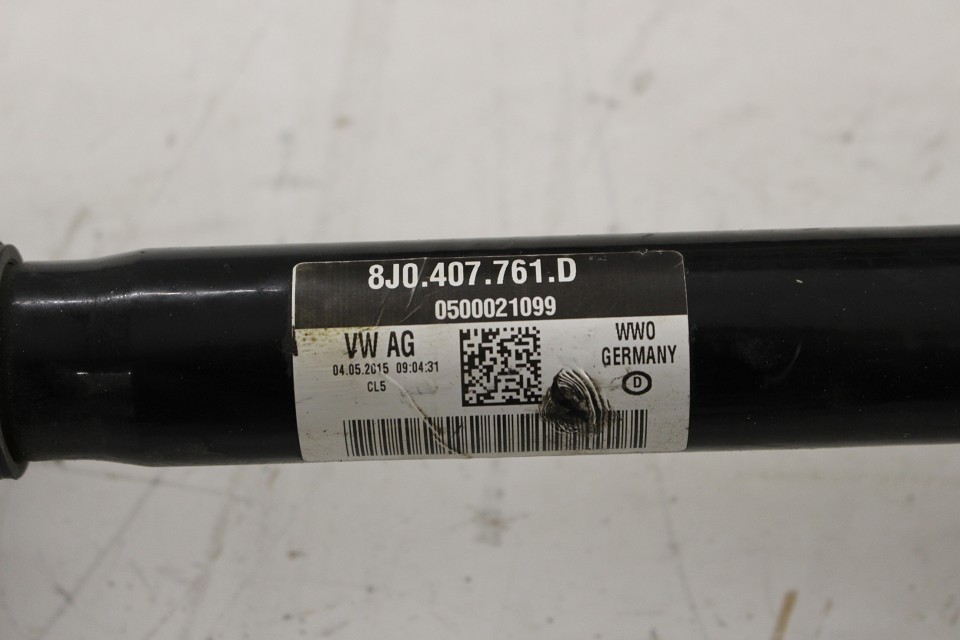 8J0.407.761.D
0500021099
VW AG
04.05.2015 09:04:31
CL5
WWO
GERMANY
D